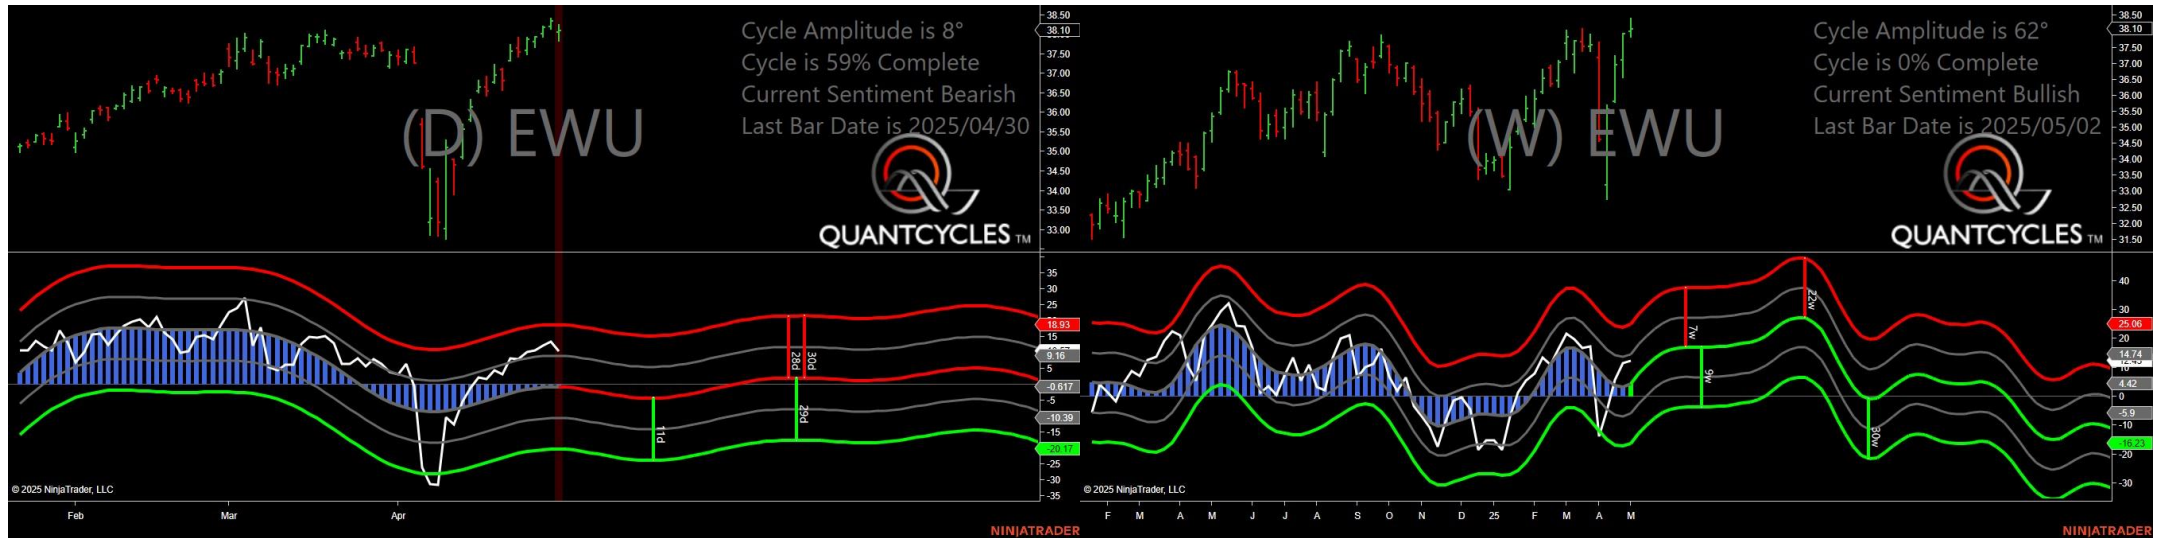 Cycle Amplitude is 8°
Cycle is 59% Complete
Current Sentiment Bearish
Last Bar Date is 2025/04/30
(D) EWU
QUANTCYCLES TM
38.50
38.10
37.50
37.00
36.50
36.00
35.50
35.00
34.50
34.00
33.50
33.00
35
30
25
18.93
15
9.16
5
-0.617
-5
-10.39
-15
-20.17
-25
-30
-35
11d
28d
30d
29d
© 2025 NinjaTrader, LLC
Feb Mar Apr
NINJATRADER
Cycle Amplitude is 62°
Cycle is 0% Complete
Current Sentiment Bullish
Last Bar Date is 2025/05/02
(W) EWU
QUANTCYCLES TM
38.50
38.10
37.50
37.00
36.50
36.00
35.50
35.00
34.50
34.00
33.50
33.00
32.50
32.00
31.50
40
30
25.06
20
14.74
10
4.42
0
-5.9
-10
-16.23
-20
-30
7w
9w
22w
30w
© 2025 NinjaTrader, LLC
F M A M J J A S O N D 25 F M A M
NINJATRADER